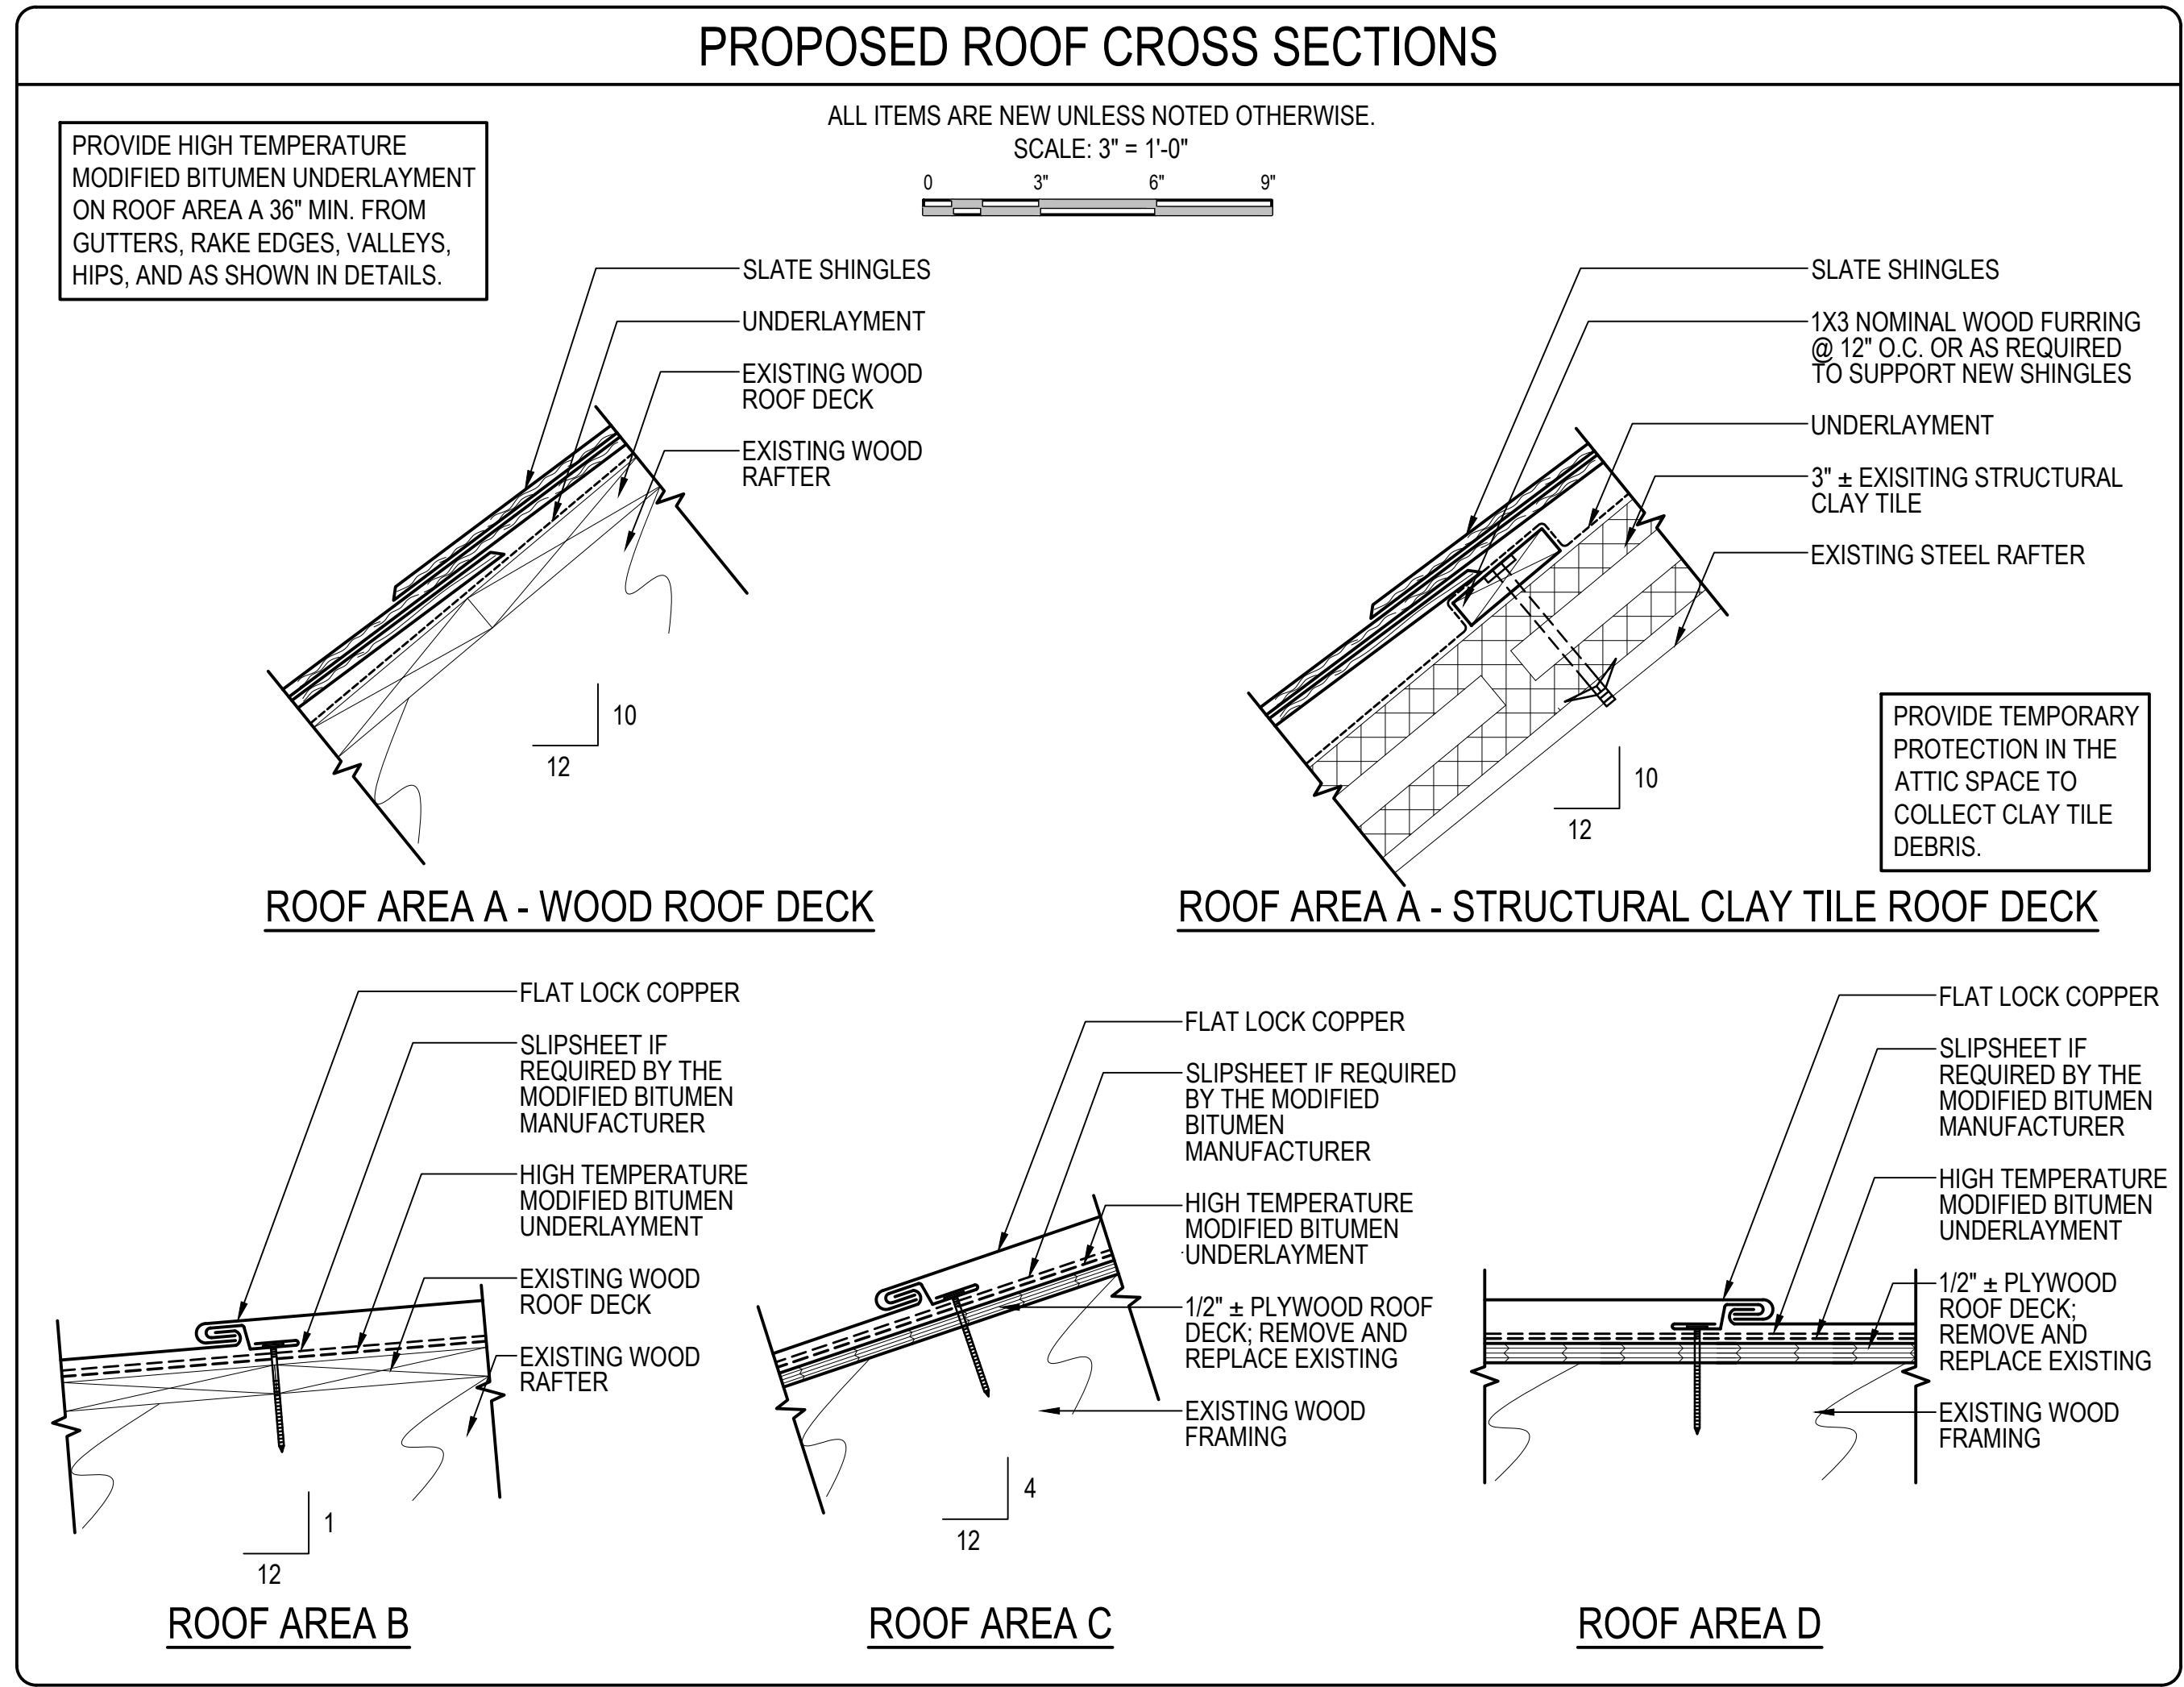 PROPOSED ROOF CROSS SECTIONS
ALL ITEMS ARE NEW UNLESS NOTED OTHERWISE.
SCALE: 3" = 1'-0"
0 3" 6" 9"
PROVIDE HIGH TEMPERATURE
MODIFIED BITUMEN UNDERLAYMENT
ON ROOF AREA A 36" MIN. FROM
GUTTERS, RAKE EDGES, VALLEYS,
HIPS, AND AS SHOWN IN DETAILS.
SLATE SHINGLES
UNDERLAYMENT
EXISTING WOOD
ROOF DECK
EXISTING WOOD
RAFTER
10
12
ROOF AREA A - WOOD ROOF DECK
SLATE SHINGLES
1X3 NOMINAL WOOD FURRING
@ 12" O.C. OR AS REQUIRED
TO SUPPORT NEW SHINGLES
UNDERLAYMENT
3" ± EXISITING STRUCTURAL
CLAY TILE
EXISTING STEEL RAFTER
10
12
PROVIDE TEMPORARY
PROTECTION IN THE
ATTIC SPACE TO
COLLECT CLAY TILE
DEBRIS.
ROOF AREA A - STRUCTURAL CLAY TILE ROOF DECK
FLAT LOCK COPPER
SLIPSHEET IF
REQUIRED BY THE
MODIFIED BITUMEN
MANUFACTURER
HIGH TEMPERATURE
MODIFIED BITUMEN
UNDERLAYMENT
EXISTING WOOD
ROOF DECK
EXISTING WOOD
RAFTER
1
12
ROOF AREA B
FLAT LOCK COPPER
SLIPSHEET IF REQUIRED
BY THE MODIFIED
BITUMEN
MANUFACTURER
HIGH TEMPERATURE
MODIFIED BITUMEN
UNDERLAYMENT
1/2" ± PLYWOOD ROOF
DECK; REMOVE AND
REPLACE EXISTING
EXISTING WOOD
FRAMING
4
12
ROOF AREA C
FLAT LOCK COPPER
SLIPSHEET IF
REQUIRED BY THE
MODIFIED BITUMEN
MANUFACTURER
HIGH TEMPERATURE
MODIFIED BITUMEN
UNDERLAYMENT
1/2" ± PLYWOOD
ROOF DECK;
REMOVE AND
REPLACE EXISTING
EXISTING WOOD
FRAMING
ROOF AREA D